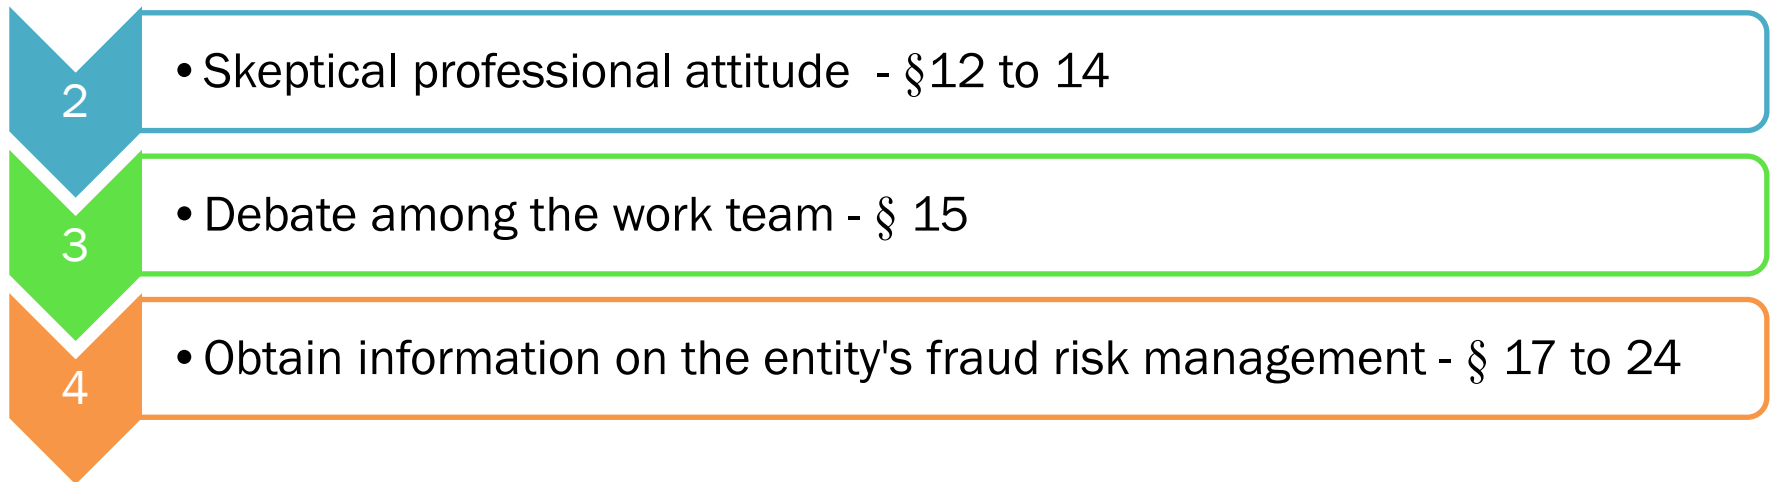 2
• Skeptical professional attitude - §12 to 14
3
• Debate among the work team - § 15
4
• Obtain information on the entity's fraud risk management - § 17 to 24